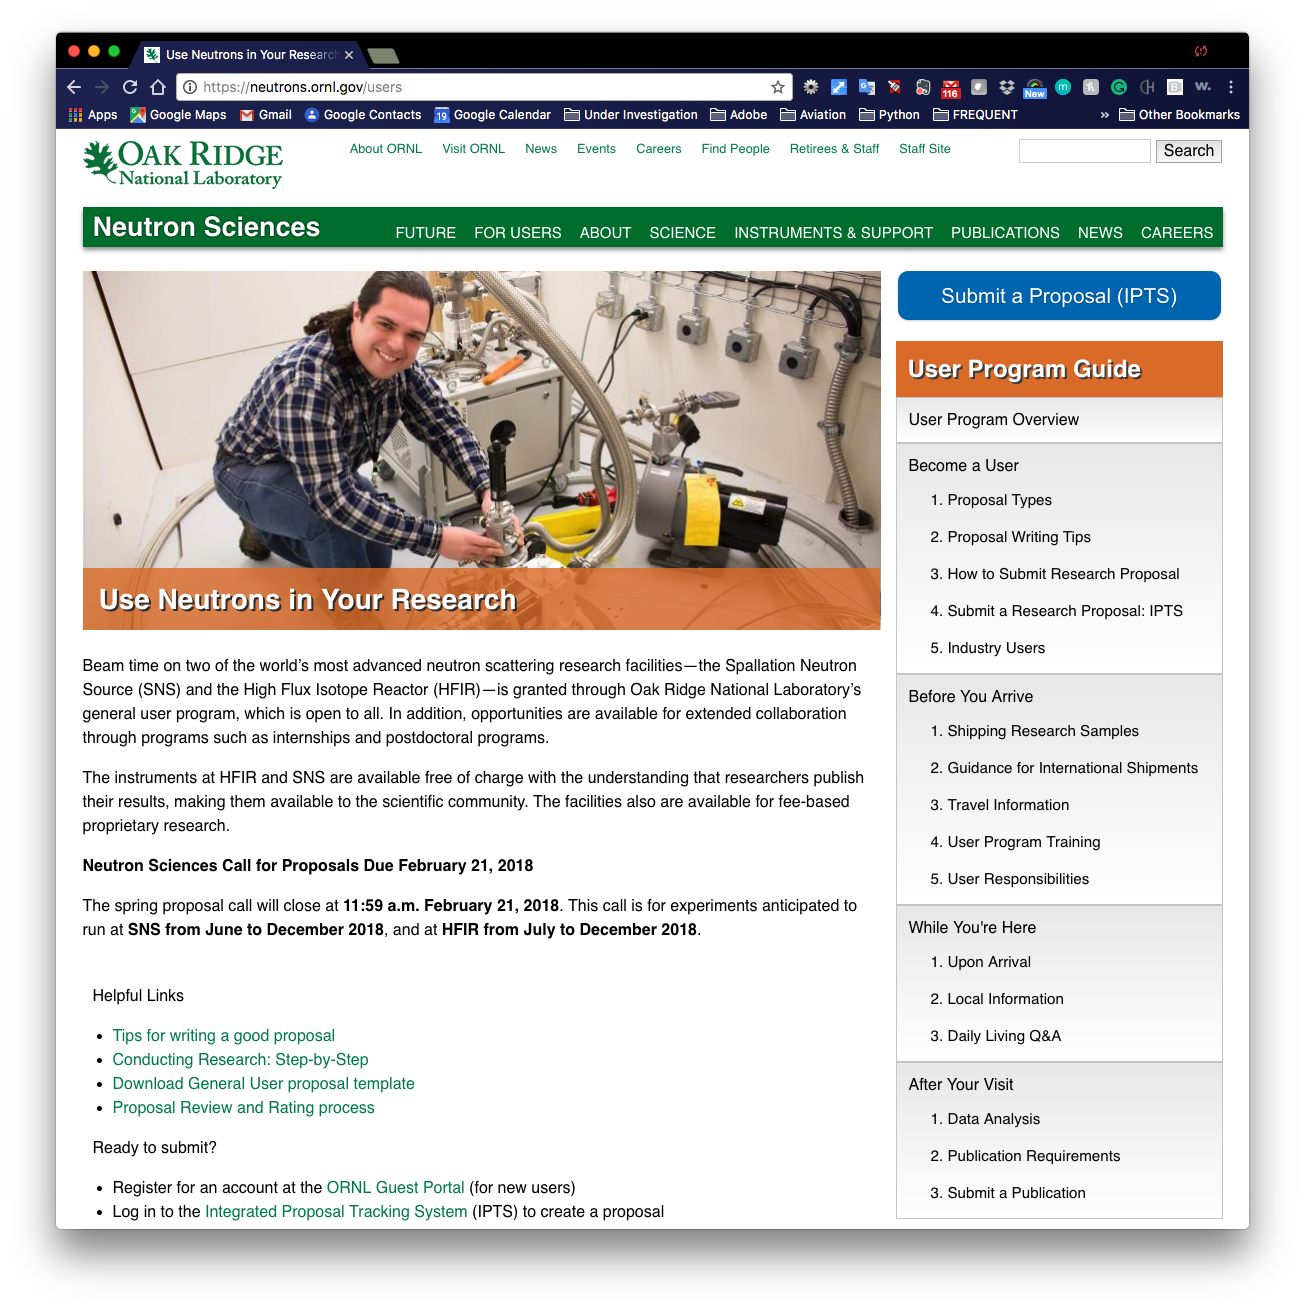 Use Neutrons in Your Research
https://neutrons.ornl.gov/users
116
New
Apps Google Maps Gmail Google Contacts 19 Google Calendar Under Investigation Adobe Aviation Python FREQUENT » Other Bookmarks
OAK RIDGE
National Laboratory
About ORNL Visit ORNL News Events Careers Find People Retirees & Staff Staff Site Search
Neutron Sciences FUTURE FOR USERS ABOUT SCIENCE INSTRUMENTS & SUPPORT PUBLICATIONS NEWS CAREERS
Use Neutrons in Your Research
Beam time on two of the world’s most advanced neutron scattering research facilities—the Spallation Neutron
Source (SNS) and the High Flux Isotope Reactor (HFIR)—is granted through Oak Ridge National Laboratory’s
general user program, which is open to all. In addition, opportunities are available for extended collaboration
through programs such as internships and postdoctoral programs.
The instruments at HFIR and SNS are available free of charge with the understanding that researchers publish
their results, making them available to the scientific community. The facilities also are available for fee-based
proprietary research.
Neutron Sciences Call for Proposals Due February 21, 2018
The spring proposal call will close at 11:59 a.m. February 21, 2018. This call is for experiments anticipated to
run at SNS from June to December 2018, and at HFIR from July to December 2018.
Helpful Links
• Tips for writing a good proposal
• Conducting Research: Step-by-Step
• Download General User proposal template
• Proposal Review and Rating process
Ready to submit?
• Register for an account at the ORNL Guest Portal (for new users)
• Log in to the Integrated Proposal Tracking System (IPTS) to create a proposal
Submit a Proposal (IPTS)
User Program Guide
User Program Overview
Become a User
1. Proposal Types
2. Proposal Writing Tips
3. How to Submit Research Proposal
4. Submit a Research Proposal: IPTS
5. Industry Users
Before You Arrive
1. Shipping Research Samples
2. Guidance for International Shipments
3. Travel Information
4. User Program Training
5. User Responsibilities
While You're Here
1. Upon Arrival
2. Local Information
3. Daily Living Q&A
After Your Visit
1. Data Analysis
2. Publication Requirements
3. Submit a Publication